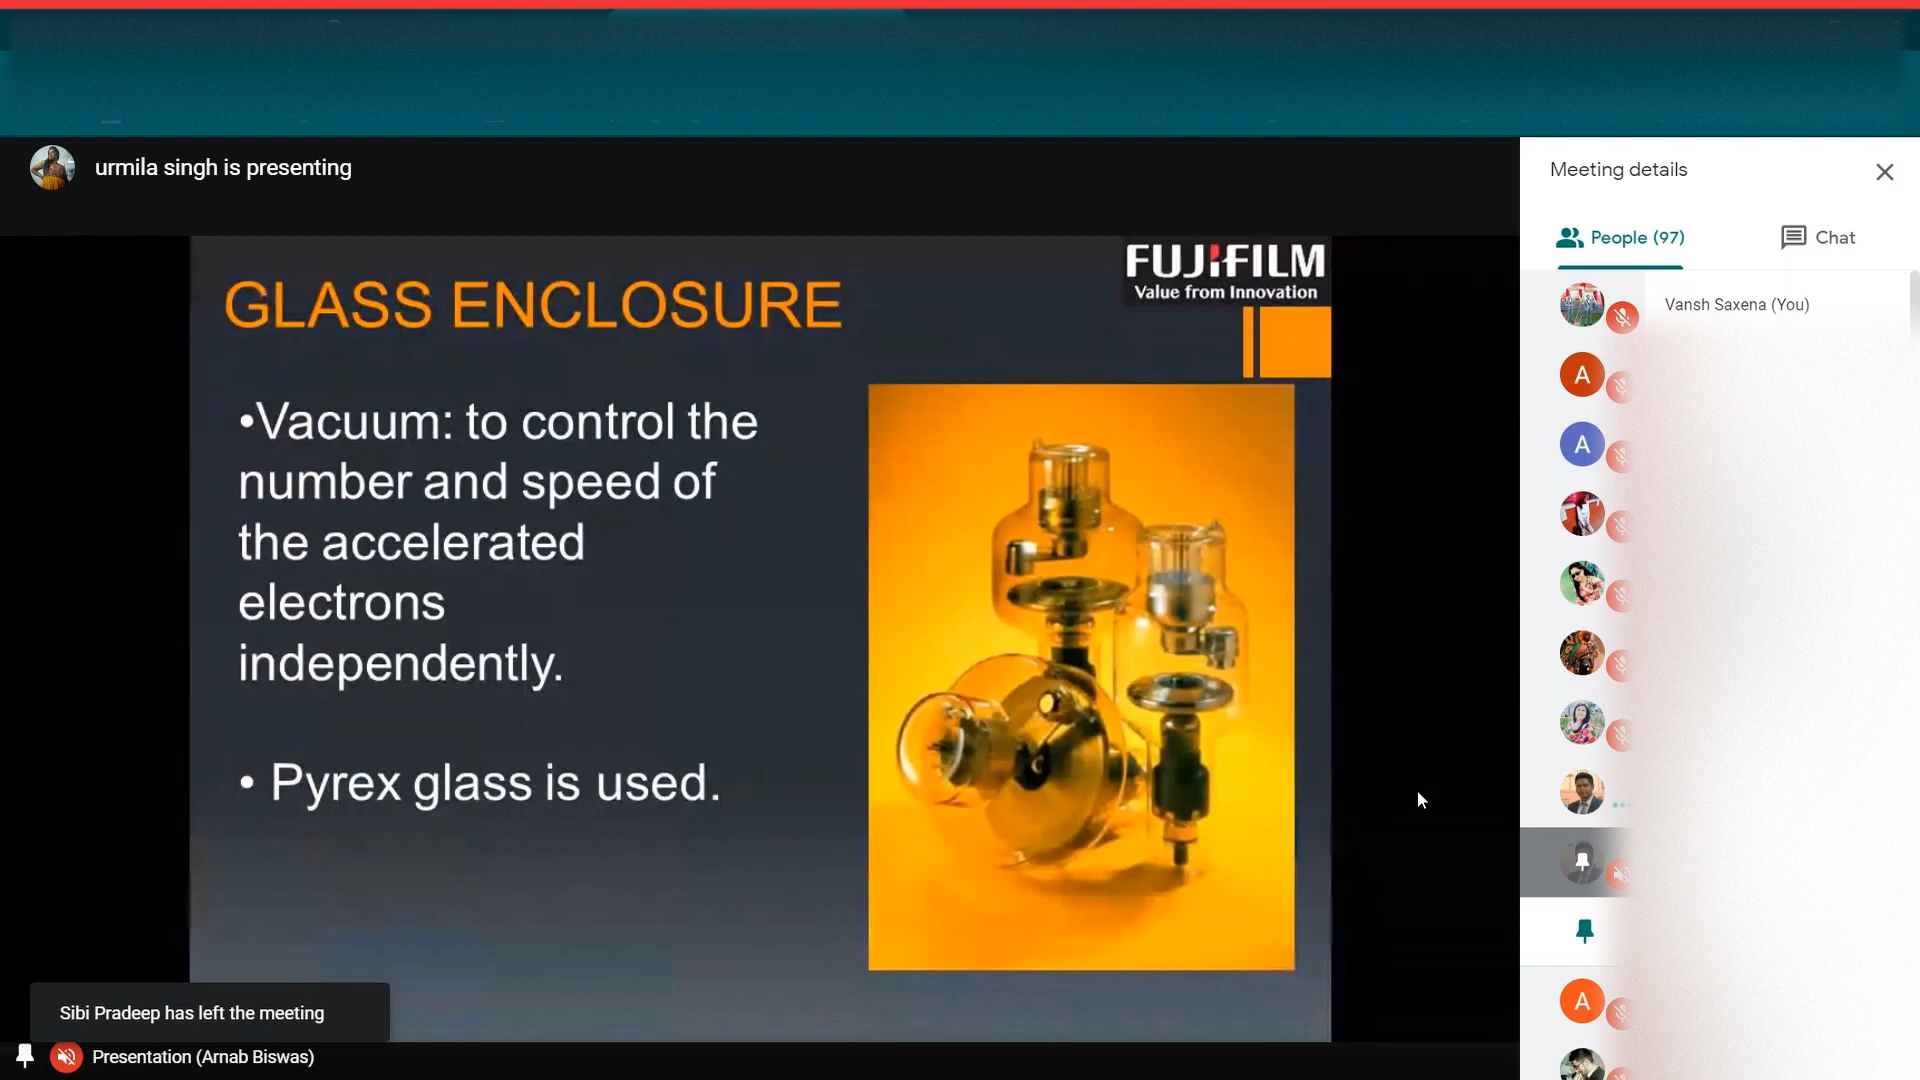 urmila singh is presenting
FUJIFILM
Value from Innovation
GLASS ENCLOSURE
•Vacuum: to control the
number and speed of
the accelerated
electrons
independently.
• Pyrex glass is used.
Sibi Pradeep has left the meeting
Presentation (Arnab Biswas)
Meeting details
People (97)
Chat
Vansh Saxena (You)
A
A
A